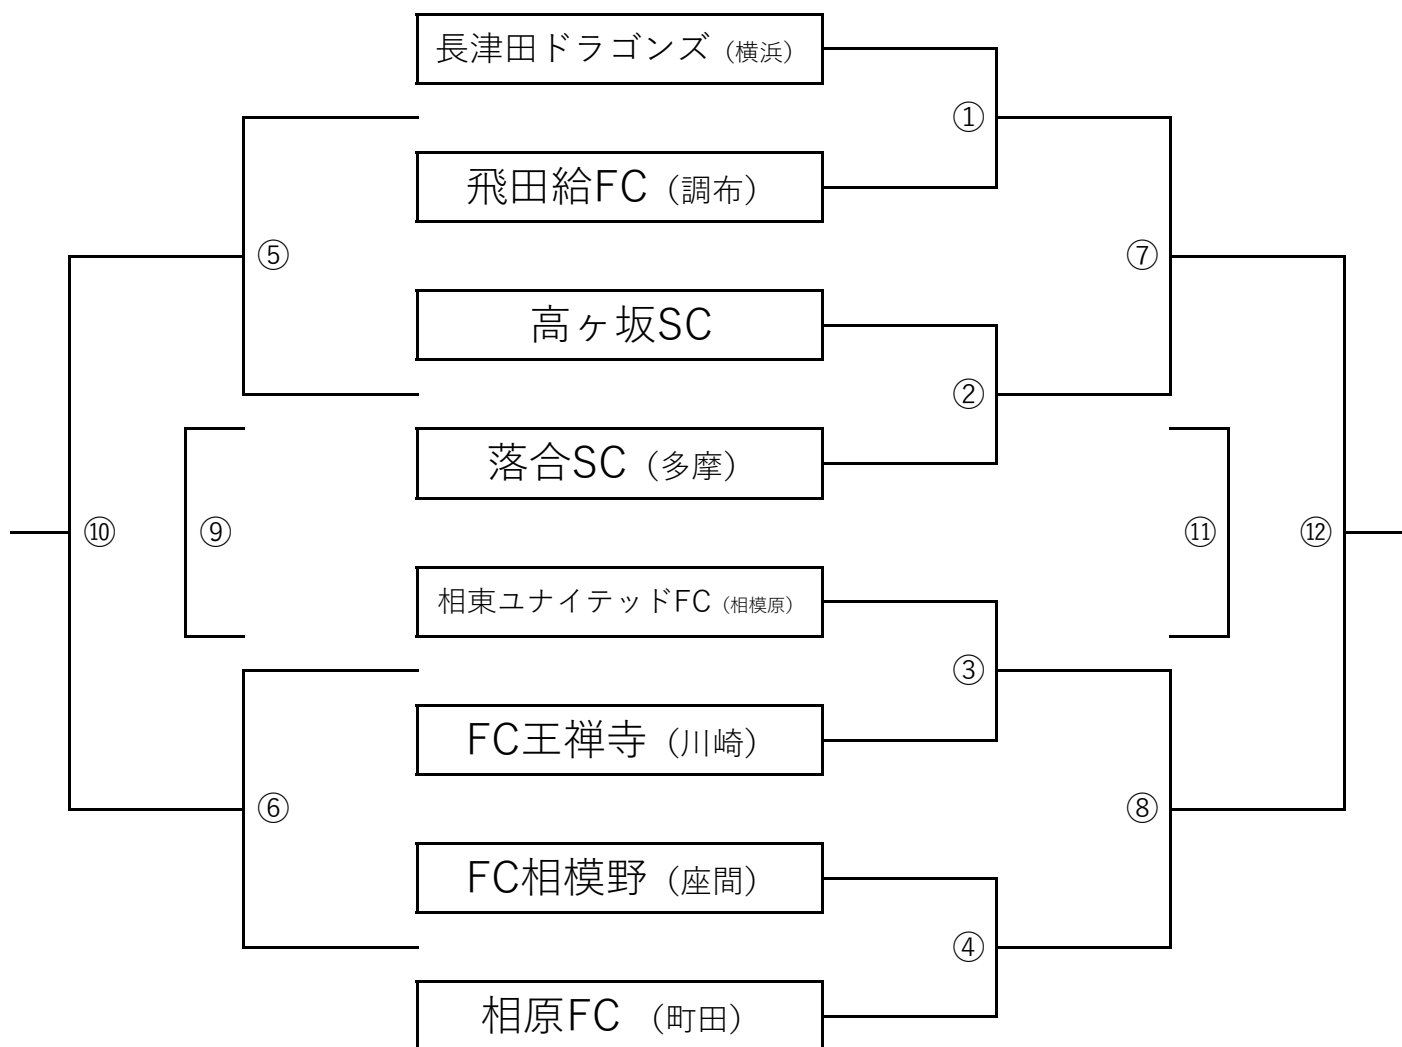 長津田ドラゴンズ（横浜）
①
飛田給FC（調布）
⑤
⑦
高ヶ坂SC
②
落合SC（多摩）
⑩
⑨
⑪
⑫
相東ユナイテッドFC（相模原）
③
FC王禅寺（川崎）
⑥
⑧
FC相模野（座間）
④
相原FC （町田）